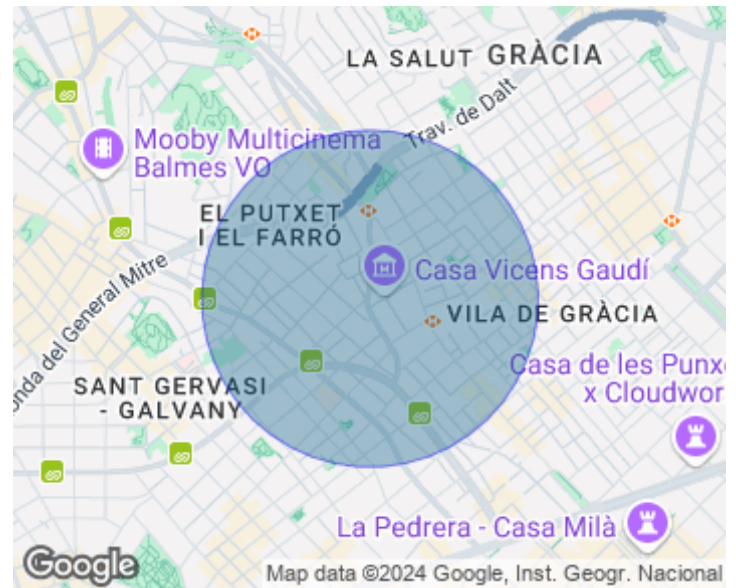 LA SALUT
GRÀCIA
Trav. de Dalt
Mooby Multicinema
Balmes VO
EL PUTXET
I EL FARRÓ
Casa Vicens Gaudí
onda del General Mitre
VILA DE GRÀCIA
Casa de les Punx
x Cloudwor
SANT GERVASI
- GALVANY
La Pedrera - Casa Milà
Google
Map data ©2024 Google, Inst. Geogr. Nacional